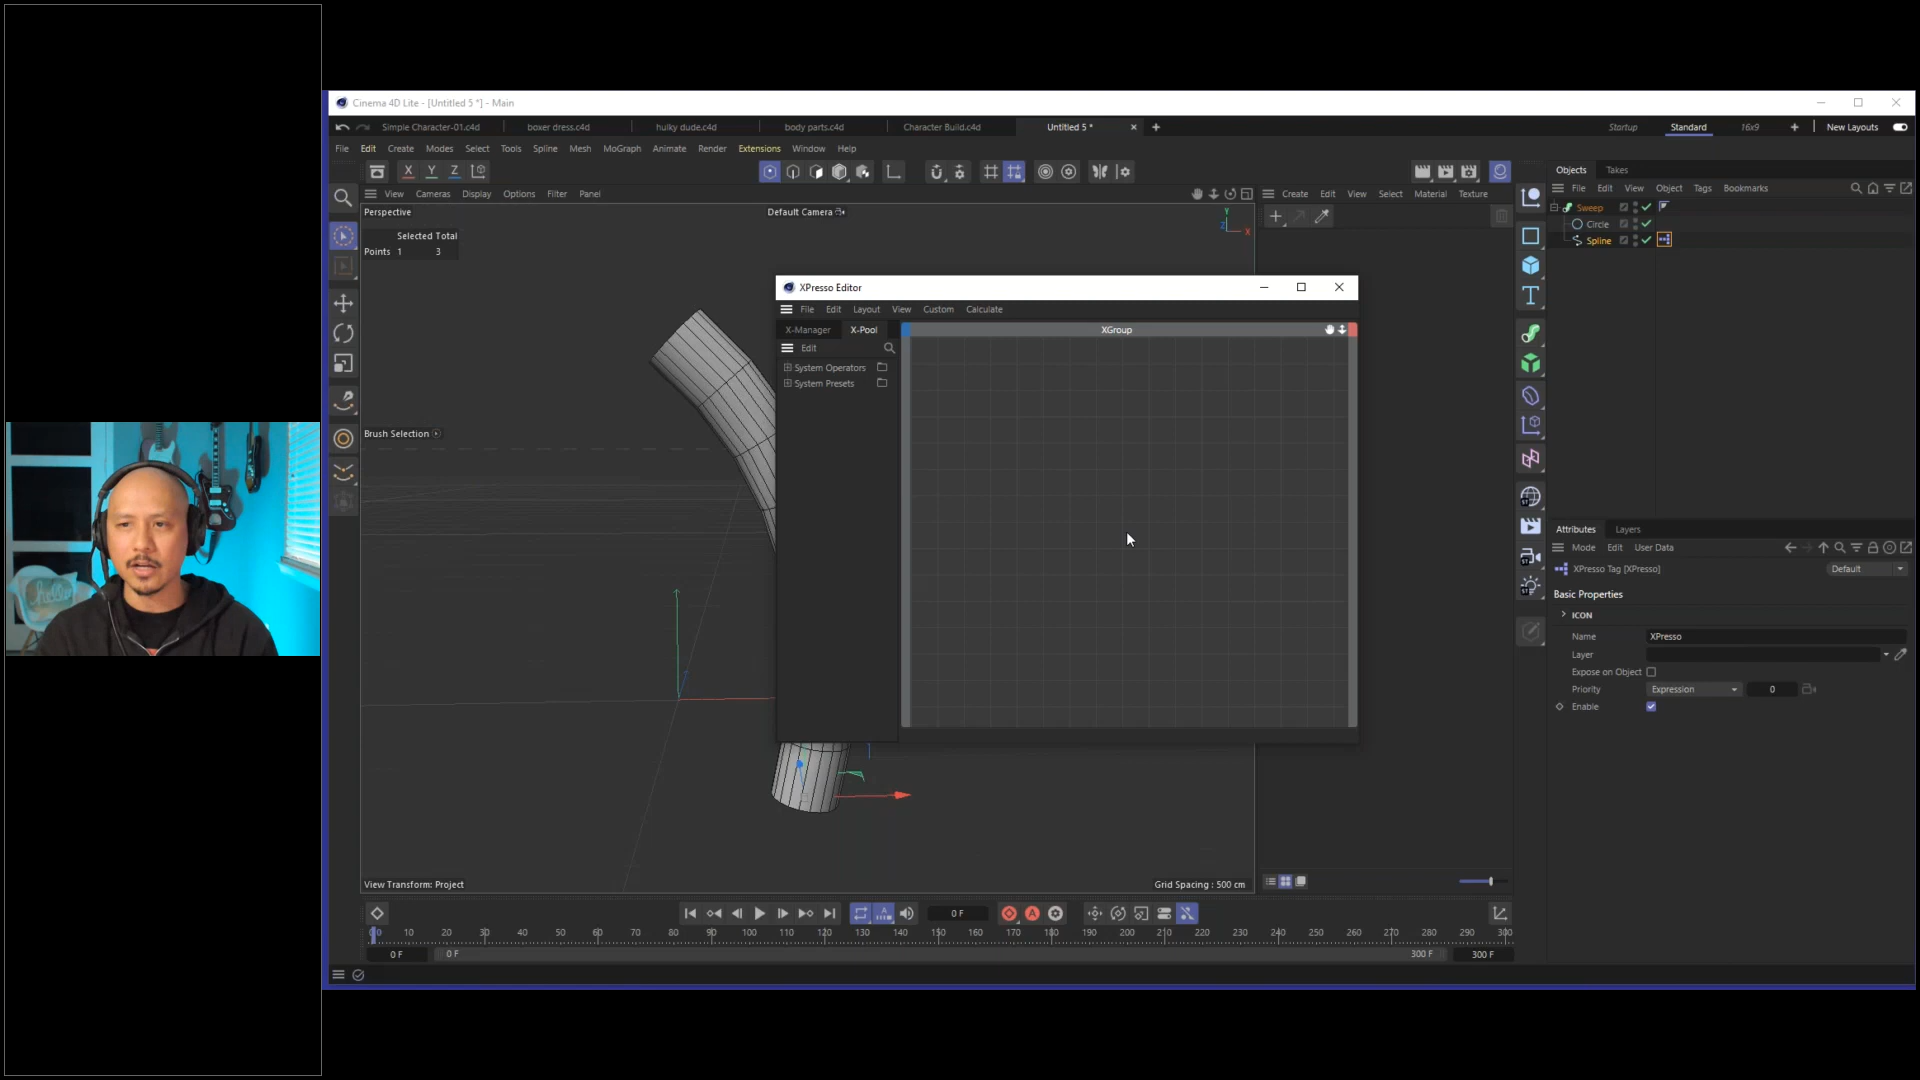 Cinema 4D Lite - [Untitled 5 *] - Main
Simple Character-01.c4d
boxer dress.c4d
hulky dude.c4d
body parts.c4d
Character Build.c4d
Untitled 5 *
Startup
Standard
16x9
New Layouts
File Edit Create Modes Select Tools Spline Mesh MoGraph Animate Render Extensions Window Help
X Y Z
View Cameras Display Options Filter Panel
Perspective
Default Camera
Y
Z
X
Selected Total
Points 1 3
Brush Selection
View Transform: Project
Grid Spacing : 500 cm
Create Edit View Select Material Texture
XPresso Editor
File Edit Layout View Custom Calculate
X-Manager X-Pool
Edit
System Operators
System Presets
XGroup
Objects Takes
File Edit View Object Tags Bookmarks
Sweep
Circle
Spline
T
ST
ST
ST
Attributes Layers
Mode Edit User Data
XPresso Tag [XPresso]
Default
Basic Properties
ICON
Name XPresso
Layer
Expose on Object
Priority Expression 0
Enable
A
0 F
A
0 10 20 30 40 50 60 70 80 90 100 110 120 130 140 150 160 170 180 190 200 210 220 230 240 250 260 270 280 290 300
0 F
0 F
300 F
300 F